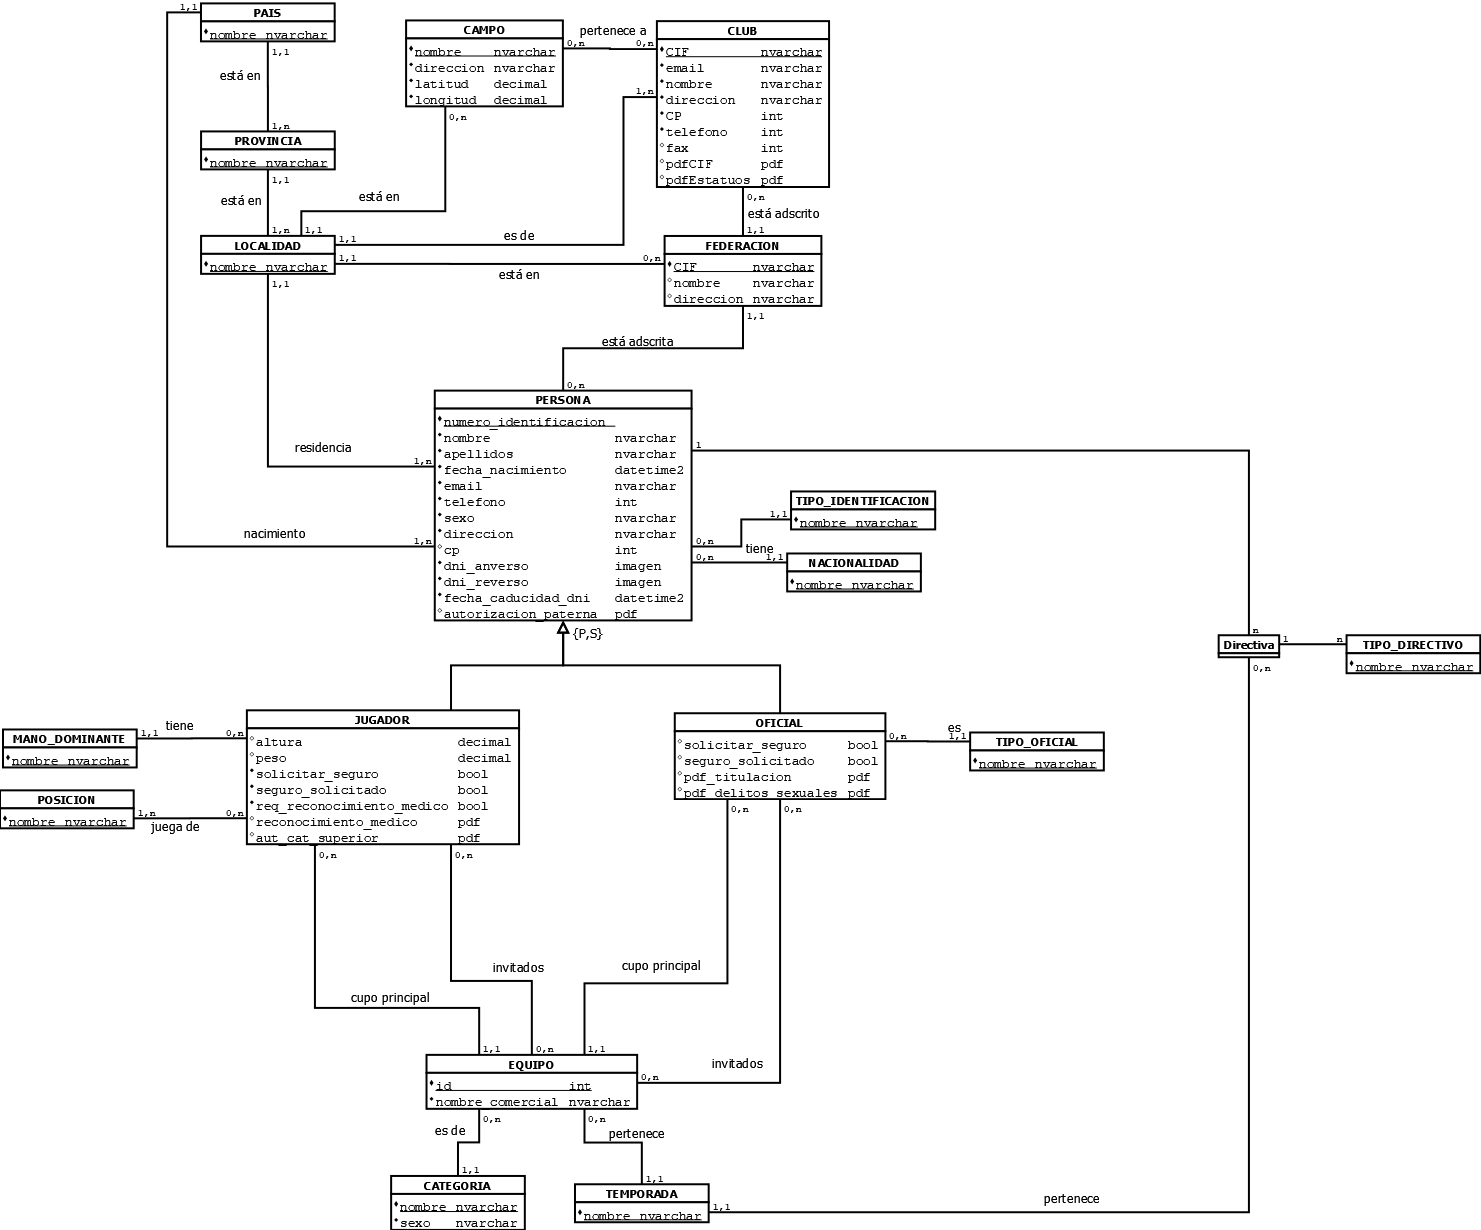 1,1
PAIS
nombre nvarchar
1,1
está en
1,n
PROVINCIA
nombre nvarchar
1,1
está en
1,n
1,1
LOCALIDAD
nombre nvarchar
1,1
CAMPO
nombre nvarchar
direccion nvarchar
latitud decimal
longitud decimal
0,n
está en
pertenece a
0,n
0,n
CLUB
CIF nvarchar
email nvarchar
nombre nvarchar
direccion nvarchar
CP int
telefono int
fax int
pdfCIF pdf
pdfEstatuos pdf
1,n
es de
1,1
0,n
está adscrito
1,1
FEDERACION
CIF nvarchar
nombre nvarchar
direccion nvarchar
1,1
0,n
está en
1,1
está adscrita
0,n
PERSONA
numero_identificacion
nombre nvarchar
apellidos nvarchar
fecha_nacimiento datetime2
email nvarchar
telefono int
sexo nvarchar
direccion nvarchar
cp int
dni_anverso imagen
dni_reverso imagen
fecha_caducidad_dni datetime2
autorizacion_paterna pdf
residencia
1,n
nacimiento
1,n
1
TIPO_IDENTIFICACION
nombre nvarchar
1,1
0,n
tiene
0,n
1,1
NACIONALIDAD
nombre nvarchar
{P,S}
n
Directiva
1
n
TIPO_DIRECTIVO
nombre nvarchar
0,n
JUGADOR
altura decimal
peso decimal
solicitar_seguro bool
seguro_solicitado bool
req_reconocimiento_medico bool
reconocimiento_medico pdf
aut_cat_superior pdf
MANO_DOMINANTE
nombre nvarchar
1,1
tiene
0,n
POSICION
nombre nvarchar
1,n
juega de
0,n
OFICIAL
solicitar_seguro bool
seguro_solicitado bool
pdf_titulacion pdf
pdf_delitos_sexuales pdf
0,n
es
1,1
TIPO_OFICIAL
nombre nvarchar
0,n
0,n
0,n
0,n
cupo principal
invitados
cupo principal
invitados
1,1
0,n
1,1
0,n
EQUIPO
id int
nombre_comercial nvarchar
0,n
0,n
es de
pertenece
1,1
1,1
CATEGORIA
nombre nvarchar
sexo nvarchar
TEMPORADA
nombre nvarchar
1,1
pertenece